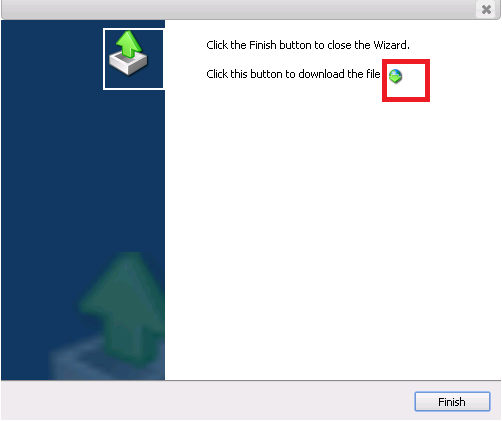 Click the Finish button to close the Wizard.
Click this button to download the file
Finish